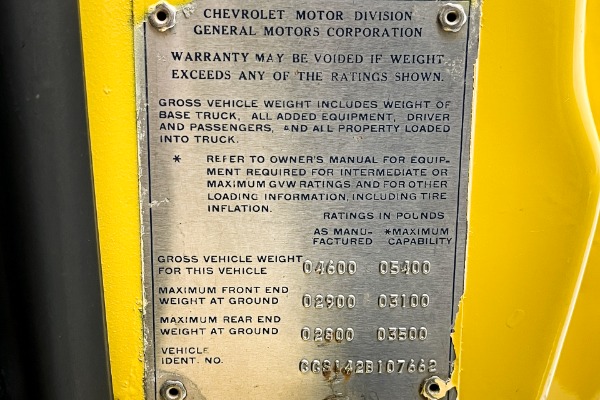 CHEVROLET MOTOR DIVISION
GENERAL MOTORS CORPORATION
WARRANTY MAY BE VOIDED IF WEIGHT
EXCEEDS ANY OF THE RATINGS SHOWN.
GROSS VEHICLE WEIGHT INCLUDES WEIGHT OF
BASE TRUCK, ALL ADDED EQUIPMENT, DRIVER
AND PASSENGERS, AND ALL PROPERTY LOADED
INTO TRUCK.
* REFER TO OWNER'S MANUAL FOR EQUIP-
MENT REQUIRED FOR INTERMEDIATE OR
MAXIMUM GVW RATINGS AND FOR OTHER
LOADING INFORMATION, INCLUDING TIRE
INFLATION.
RATINGS IN POUNDS
AS MANU- *MAXIMUM
FACTURED CAPABILITY
GROSS VEHICLE WEIGHT
FOR THIS VEHICLE 04600 05400
MAXIMUM FRONT END
WEIGHT AT GROUND 02900 03100
MAXIMUM REAR END
WEIGHT AT GROUND 02800 03500
VEHICLE
IDENT. NO. CCS142B107662